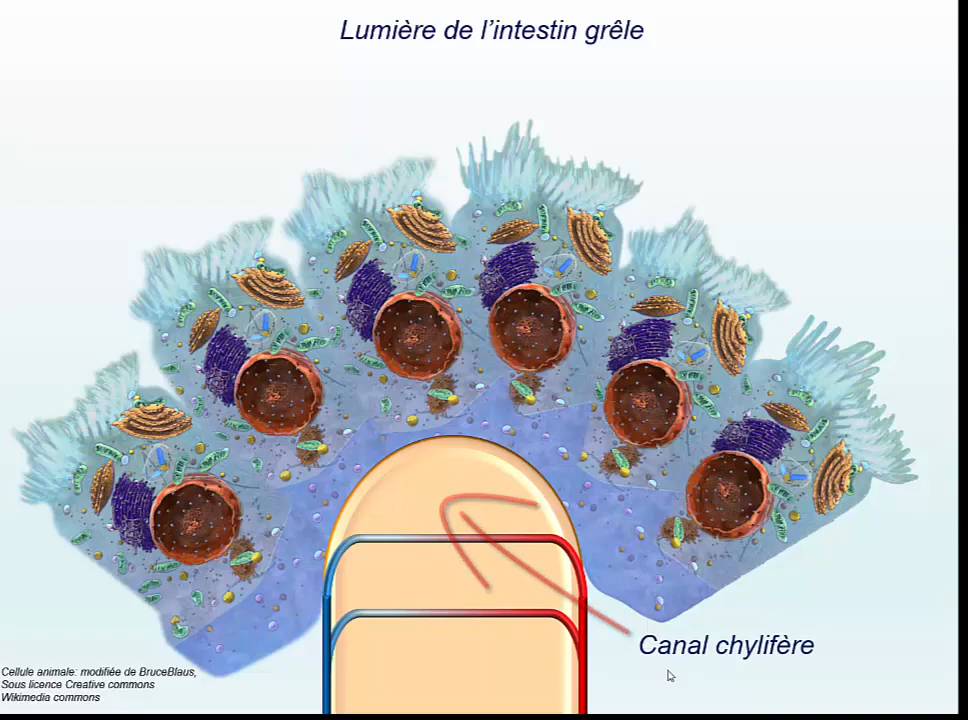 Lumière de l’intestin grêle
Canal chylifère
Cellule animale: modifiée de BruceBlaus,
Sous licence Creative commons
Wikimedia commons